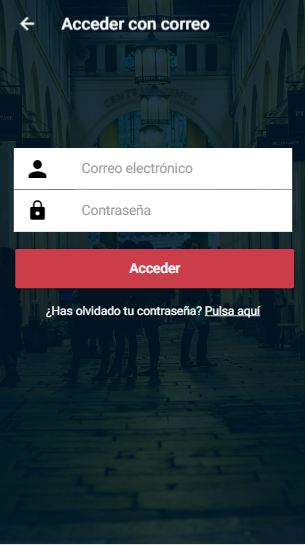 Acceder con correo
Correo electrónico
Contraseña
Acceder
¿Has olvidado tu contraseña? Pulsa aquí